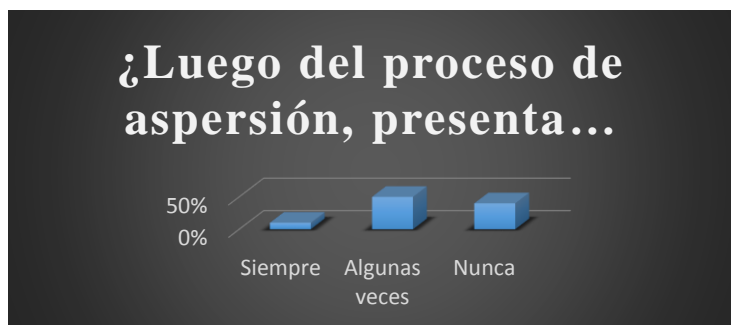 ¿Luego del proceso de
aspersión, presenta…
50%
0%
Siempre
Algunas
veces
Nunca